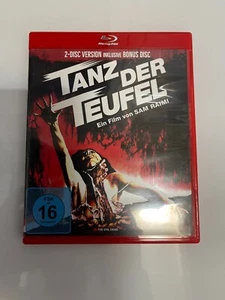 Blu-ray Disc
2-DISC VERSION INKLUSIVE BONUS DISC
TANZ DER
TEUFEL
Ein Film von SAM RAIMI
FSK
16